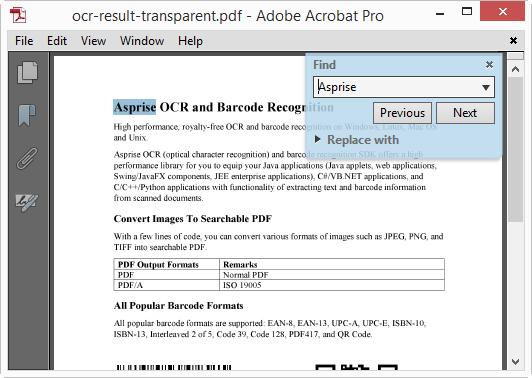 ocr-result-transparent.pdf - Adobe Acrobat Pro
File Edit View Window Help
Find
Asprise
Previous Next
Replace with
Asprise OCR and Barcode Recognition
High performance, royalty-free OCR and barcode recognition on Windows, Linux, Mac OS
and Unix.
Asprise OCR (optical character recognition) and barcode recognition SDK offers a high
performance library for you to equip your Java applications (Java applets, web applications,
Swing/JavaFX components, JEE enterprise applications), C#/VB.NET applications, and
C/C++/Python applications with functionality of extracting text and barcode information
from scanned documents.
Convert Images To Searchable PDF
With a few lines of code, you can convert various formats of images such as JPEG, PNG, and
TIFF into searchable PDF.
PDF Output Formats Remarks
PDF Normal PDF
PDF/A ISO 19005
All Popular Barcode Formats
All popular barcode formats are supported: EAN-8, EAN-13, UPC-A, UPC-E, ISBN-10,
ISBN-13, Interleaved 2 of 5, Code 39, Code 128, PDF417, and QR Code.